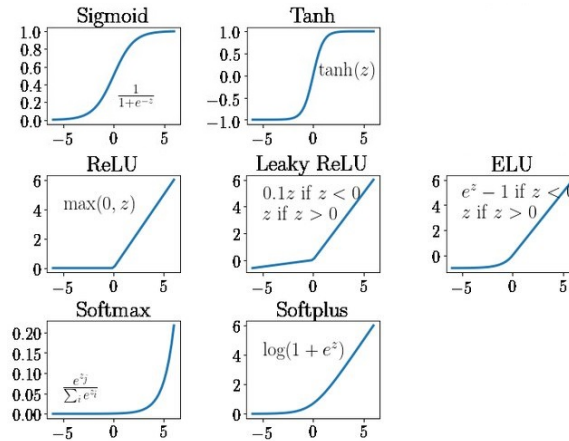 Sigmoid
1.0
0.8
0.6
0.4
0.2
0.0
1/(1+e^{-z})
−5 0 5
Tanh
1.0
0.5
0.0
−0.5
−1.0
tanh(z)
−5 0 5
ReLU
6
4
2
0
max(0, z)
−5 0 5
Leaky ReLU
6
4
2
0
0.1z if z < 0
z if z > 0
−5 0 5
ELU
6
4
2
0
e^z − 1 if z < 0
z if z > 0
−5 0 5
Softmax
0.20
0.15
0.10
0.05
0.00
e^{z_j}/∑_i e^{z_i}
−5 0 5
Softplus
6
4
2
0
log(1 + e^z)
−5 0 5